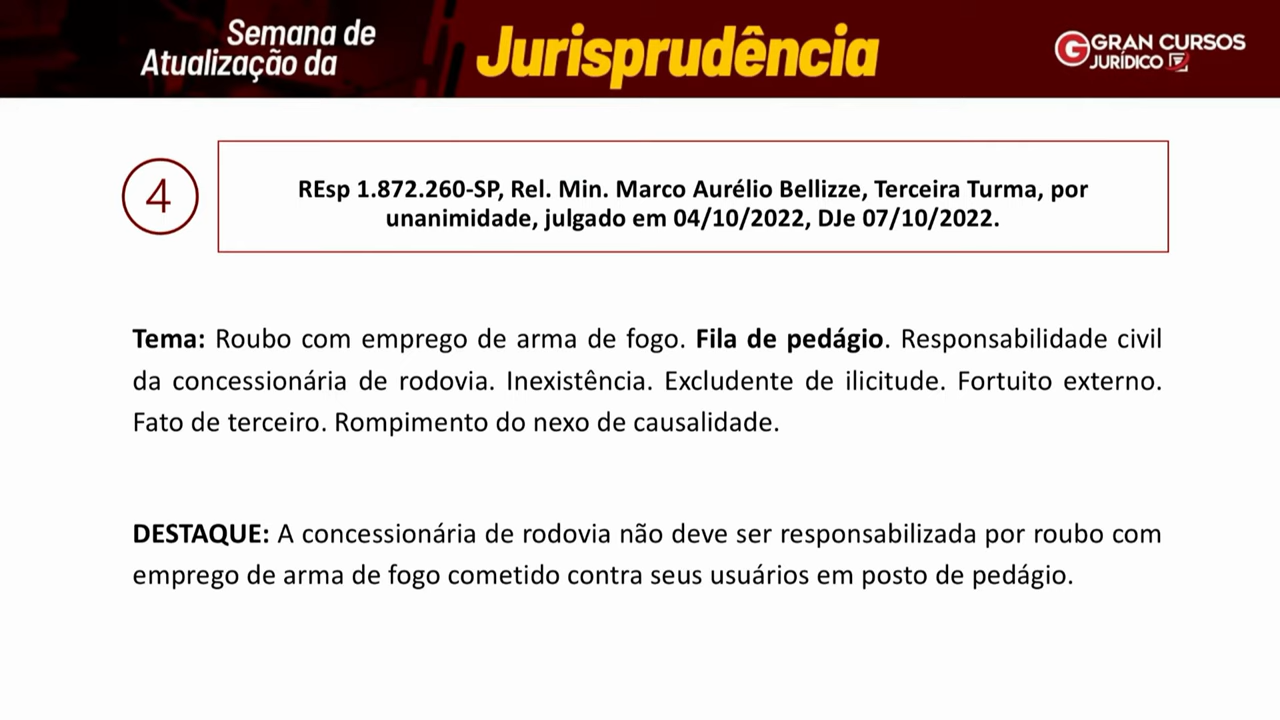 Semana de
Atualização da
Jurisprudência
GRAN CURSOS
JURÍDICO
4
REsp 1.872.260-SP, Rel. Min. Marco Aurélio Bellizze, Terceira Turma, por
unanimidade, julgado em 04/10/2022, DJe 07/10/2022.
Tema: Roubo com emprego de arma de fogo. Fila de pedágio. Responsabilidade civil
da concessionária de rodovia. Inexistência. Excludente de ilicitude. Fortuito externo.
Fato de terceiro. Rompimento do nexo de causalidade.
DESTAQUE: A concessionária de rodovia não deve ser responsabilizada por roubo com
emprego de arma de fogo cometido contra seus usuários em posto de pedágio.